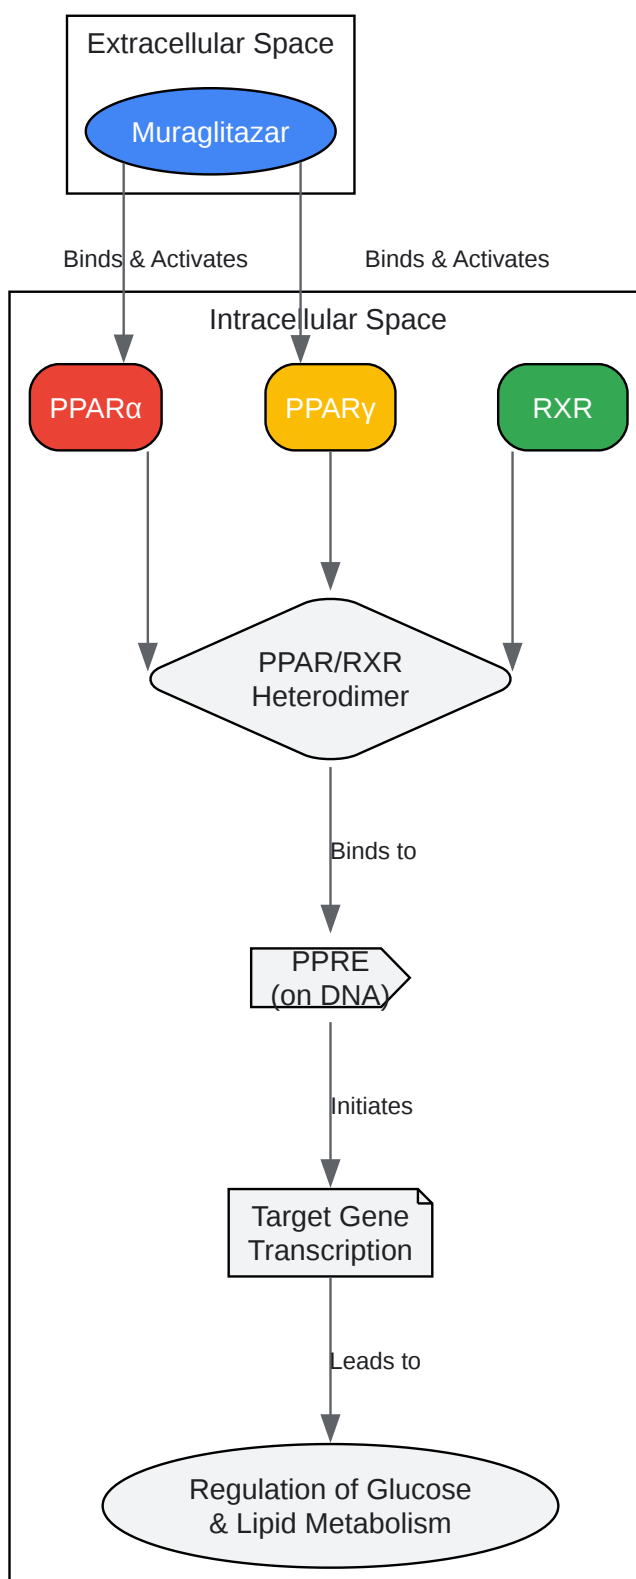 Extracellular Space
Muraglitazar
Binds & Activates
Binds & Activates
Intracellular Space
PPARα
PPARγ
RXR
PPAR/RXR
Heterodimer
Binds to
PPRE
(on DNA)
Initiates
Target Gene
Transcription
Leads to
Regulation of Glucose
& Lipid Metabolism